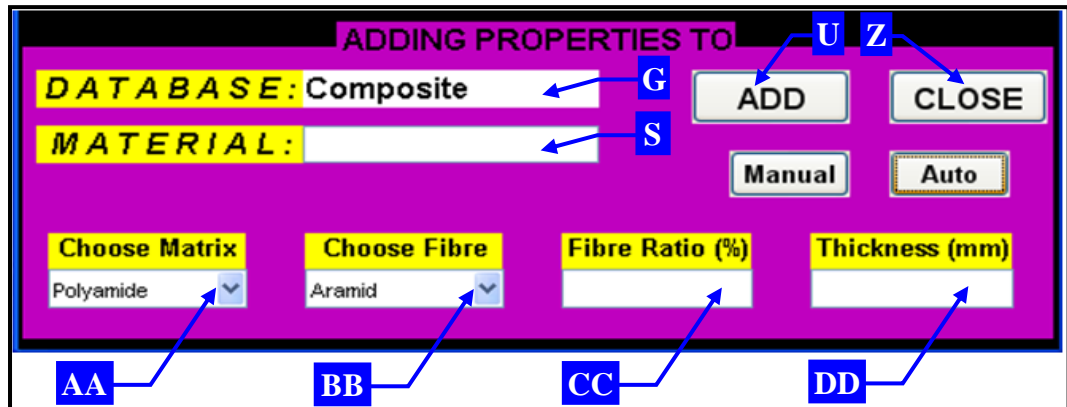 ADDING PROPERTIES TO U Z
DATABASE: Composite G ADD CLOSE
MATERIAL: S
Manual Auto
Choose Matrix Choose Fibre Fibre Ratio (%) Thickness (mm)
Polyamide Aramid
AA BB CC DD